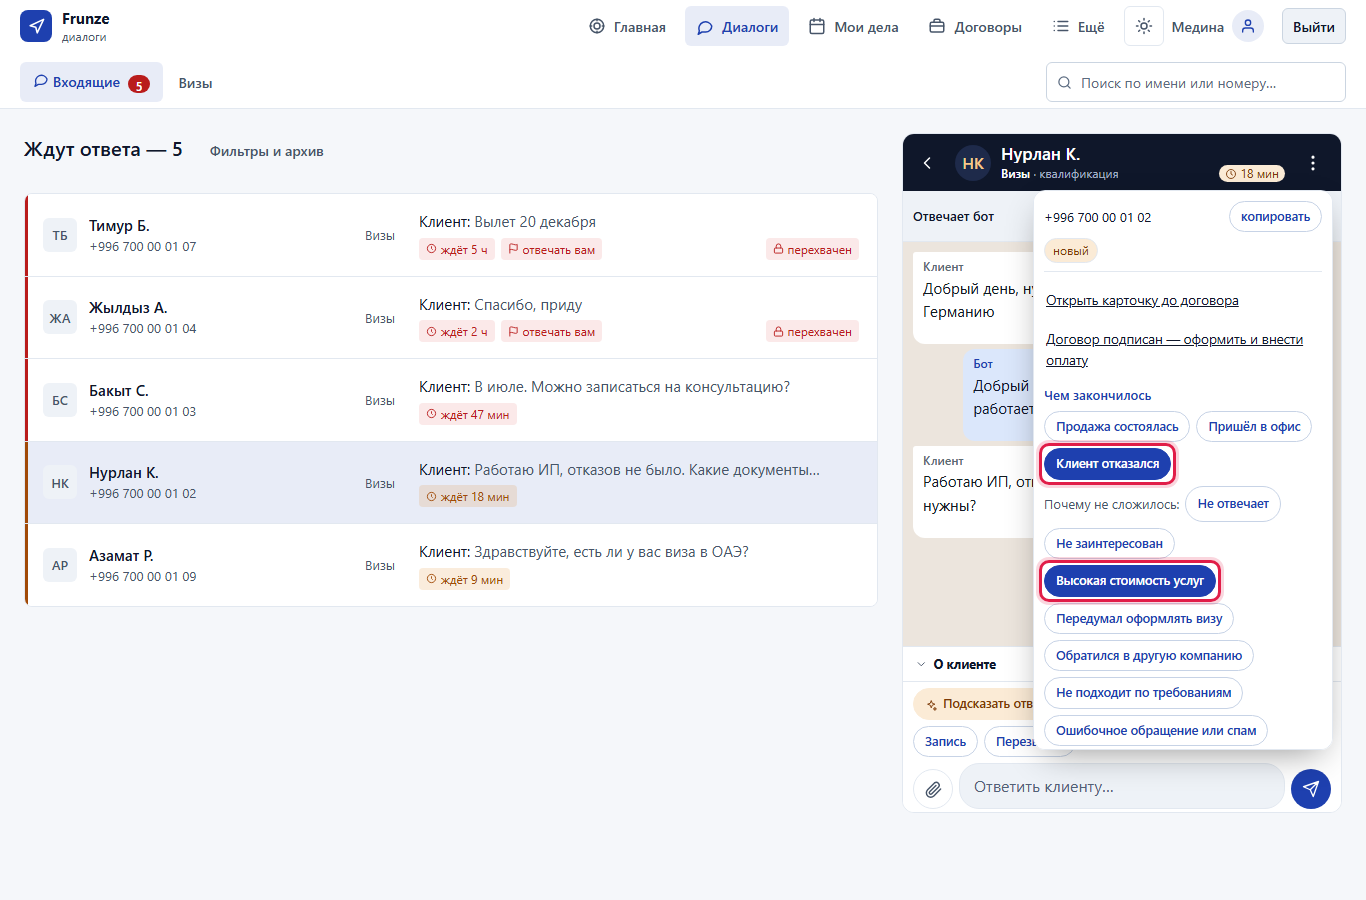 Frunze
диалоги
Главная
Диалоги
Мои дела
Договоры
Ещё
Медина
Выйти
Входящие 5
Визы
Поиск по имени или номеру...
Ждут ответа — 5
Фильтры и архив
ТБ
Тимур Б.
+996 700 00 01 07
Визы
Клиент: Вылет 20 декабря
ждёт 5 ч
отвечать вам
перехвачен
ЖА
Жылдыз А.
+996 700 00 01 04
Визы
Клиент: Спасибо, приду
ждёт 2 ч
отвечать вам
перехвачен
БС
Бакыт С.
+996 700 00 01 03
Визы
Клиент: В июле. Можно записаться на консультацию?
ждёт 47 мин
НК
Нурлан К.
+996 700 00 01 02
Визы
Клиент: Работаю ИП, отказов не было. Какие документы...
ждёт 18 мин
АР
Азамат Р.
+996 700 00 01 09
Визы
Клиент: Здравствуйте, есть ли у вас виза в ОАЭ?
ждёт 9 мин
НК
Нурлан К.
Визы · квалификация
18 мин
Отвечает бот
Клиент
Добрый день, н
Германию
Бот
Добрый
работает
Клиент
Работаю ИП, от
нужны?
О клиенте
Подсказать отв
Запись
Перез
Ответить клиенту...
+996 700 00 01 02
копировать
новый
Открыть карточку до договора
Договор подписан — оформить и внести
оплату
Чем закончилось
Продажа состоялась
Пришёл в офис
Клиент отказался
Почему не сложилось:
Не отвечает
Не заинтересован
Высокая стоимость услуг
Передумал оформлять визу
Обратился в другую компанию
Не подходит по требованиям
Ошибочное обращение или спам